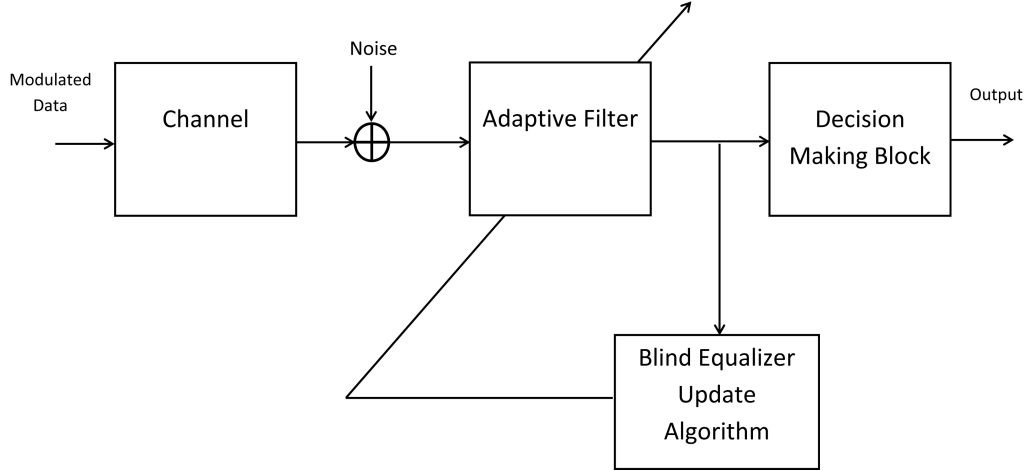 Modulated
Data
Channel
Noise
Adaptive Filter
Decision
Making Block
Output
Blind Equalizer
Update
Algorithm